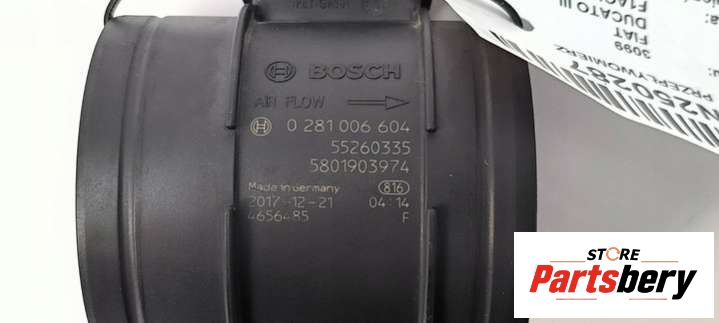 BOSCH
AIR FLOW
0 281 006 604
55260335
5801903974
Made in Germany 816
2017-12-21 04:14
4656485 F
PRZEPŁYWOMIERZ
3099
FIAT
DUCATO III
STORE
Partsbery